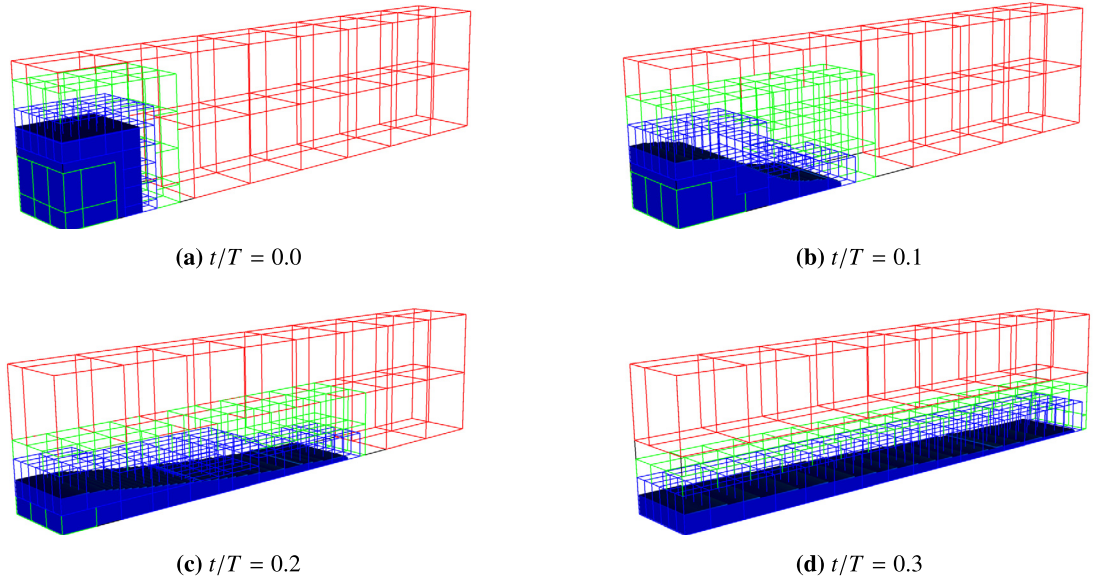 (a) t/T = 0.0
(b) t/T = 0.1
(c) t/T = 0.2
(d) t/T = 0.3